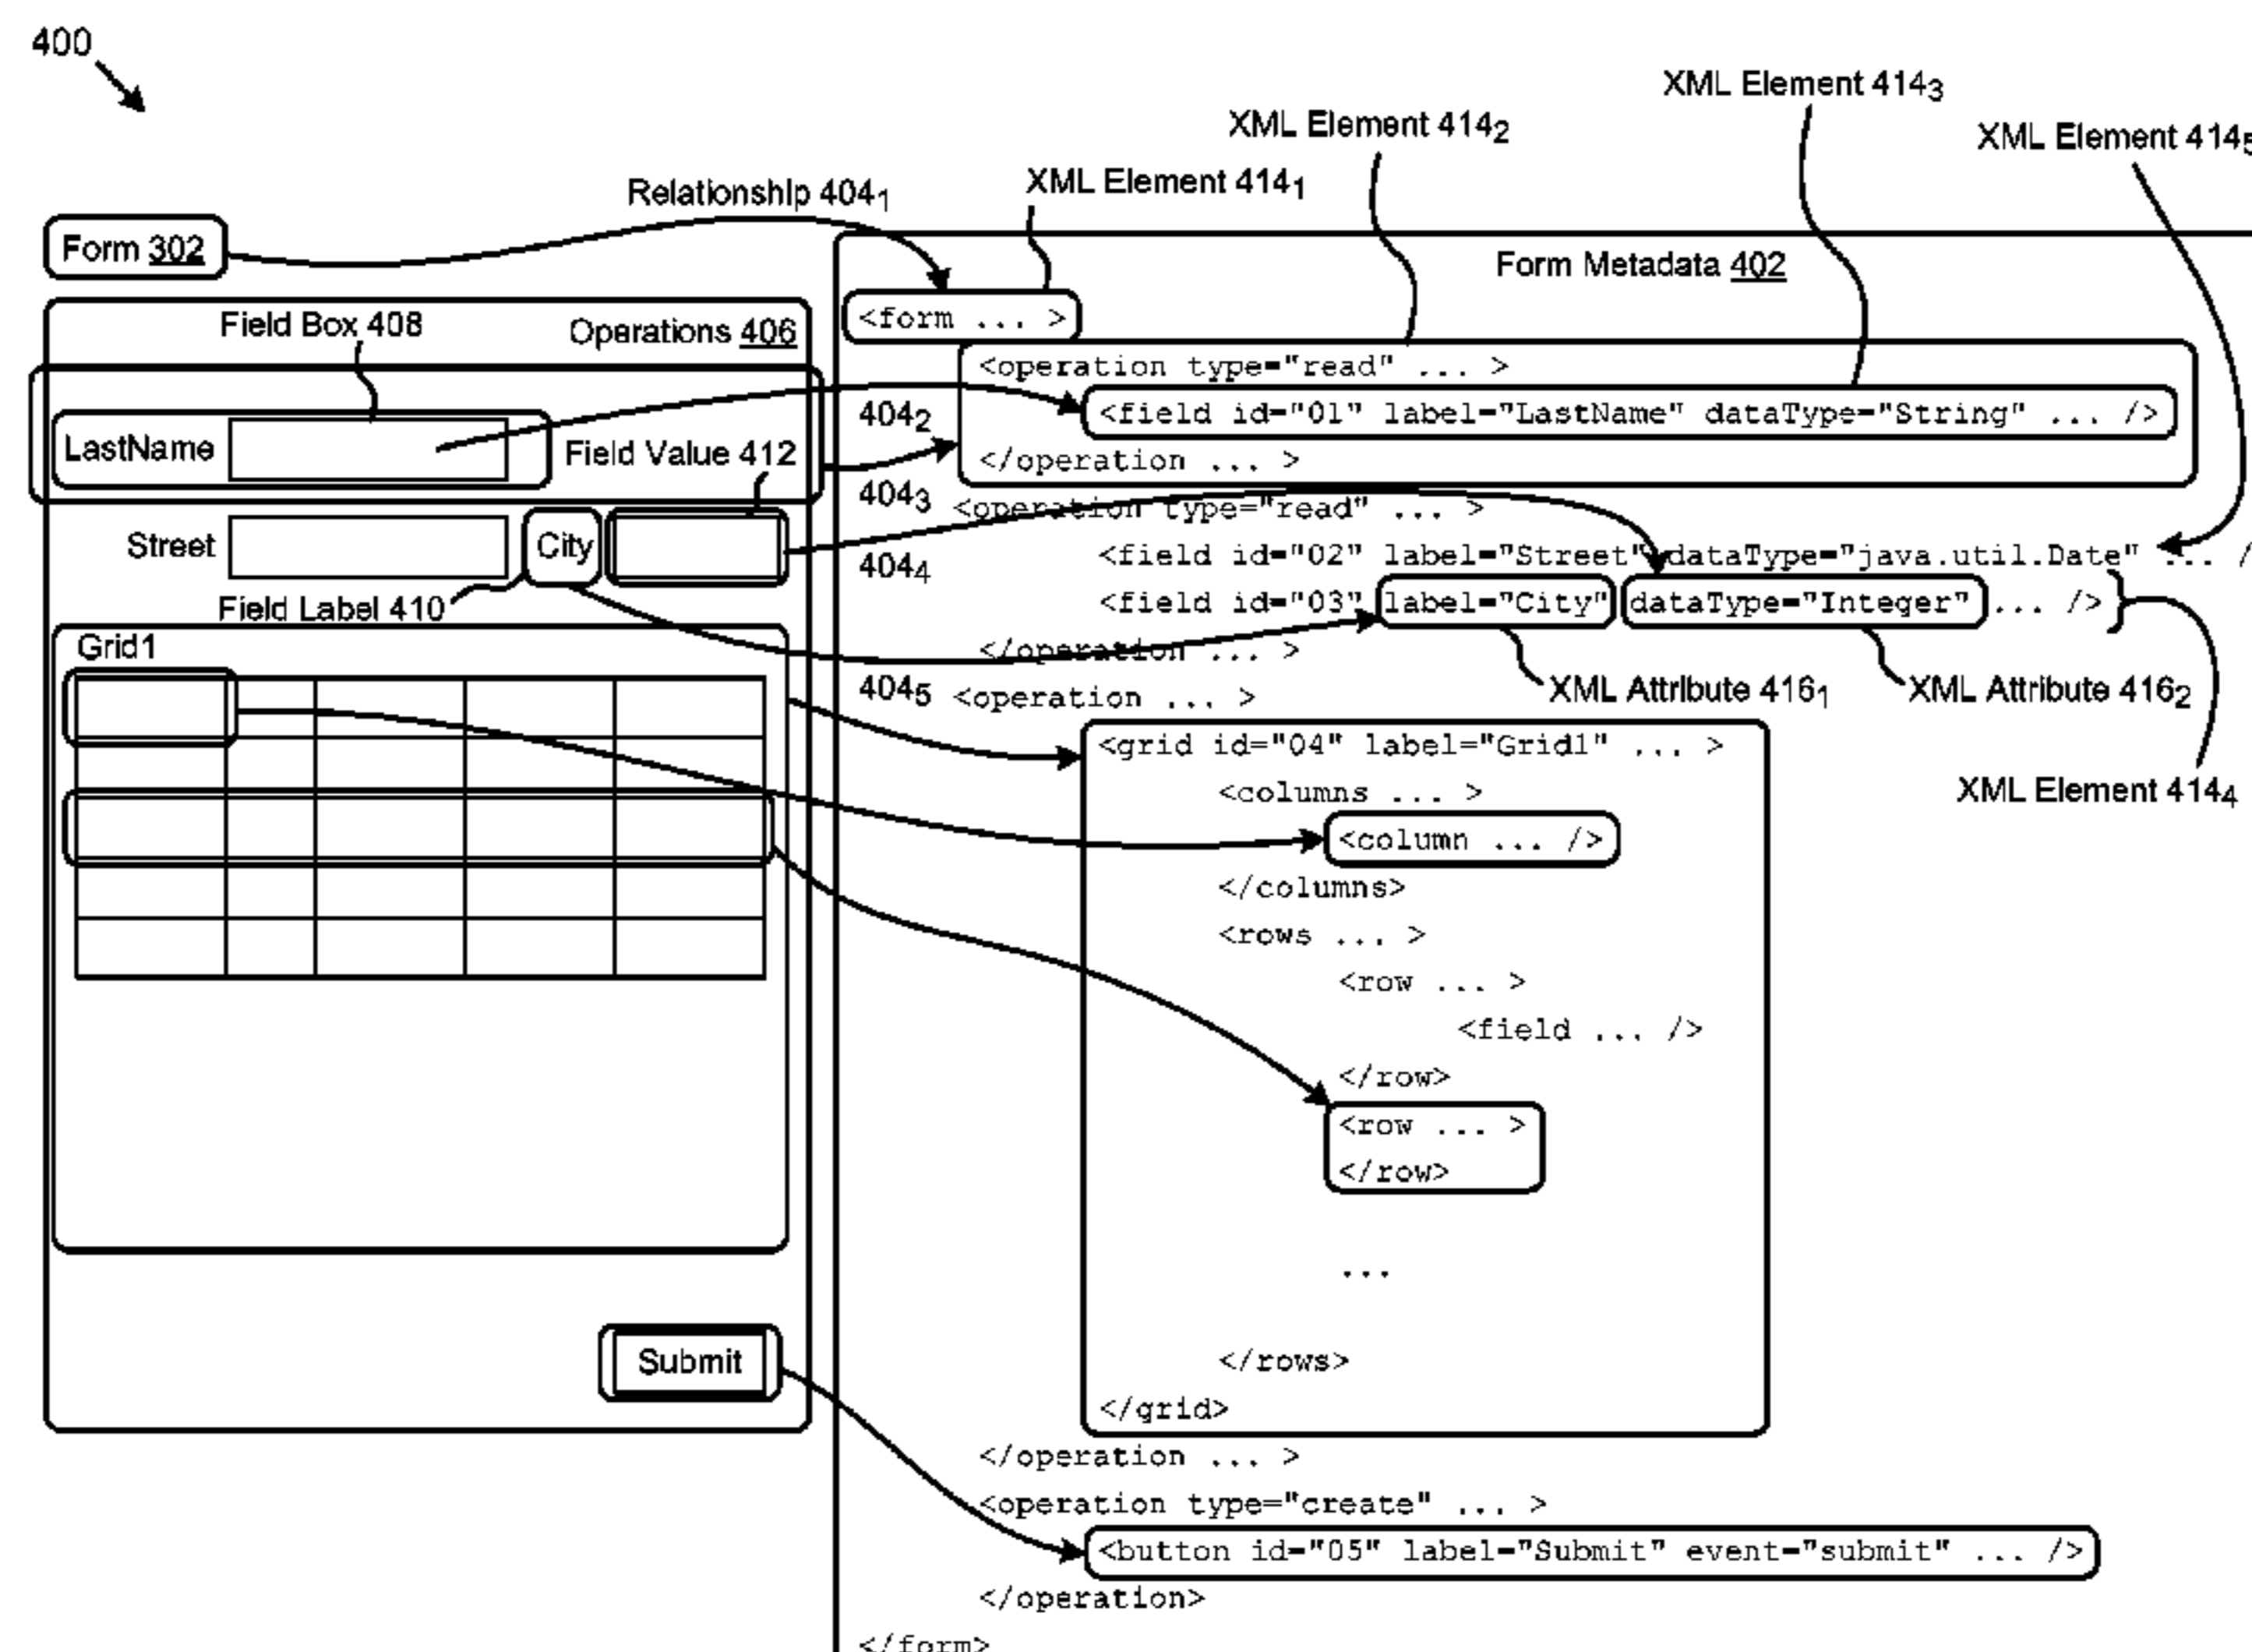 400
XML Element 414₃
XML Element 414₂
XML Element 414₅
XML Element 414₁
Relationship 404₁
Form 302
Form Metadata 402
Field Box 408
Operations 406
LastName
Field Value 412
Street
City
Field Label 410
Grid1
Submit
404₂
404₃
404₄
404₅
<form ... >
<operation type="read" ... >
<field id="01" label="LastName" dataType="String" ... />
</operation ... >
<operation type="read" ... >
<field id="02" label="Street" dataType="java.util.Date" ... /
<field id="03" label="City" dataType="Integer" ... />
</operation ... >
XML Attribute 416₁
XML Attribute 416₂
XML Element 414₄
<operation ... >
<grid id="04" label="Grid1" ... >
<columns ... >
<column ... />
</columns>
<rows ... >
<row ... >
<field ... />
</row>
<row ... >
</row>
...
</rows>
</grid>
</operation ... >
<operation type="create" ... >
<button id="05" label="Submit" event="submit" ... />
</operation>
</form>